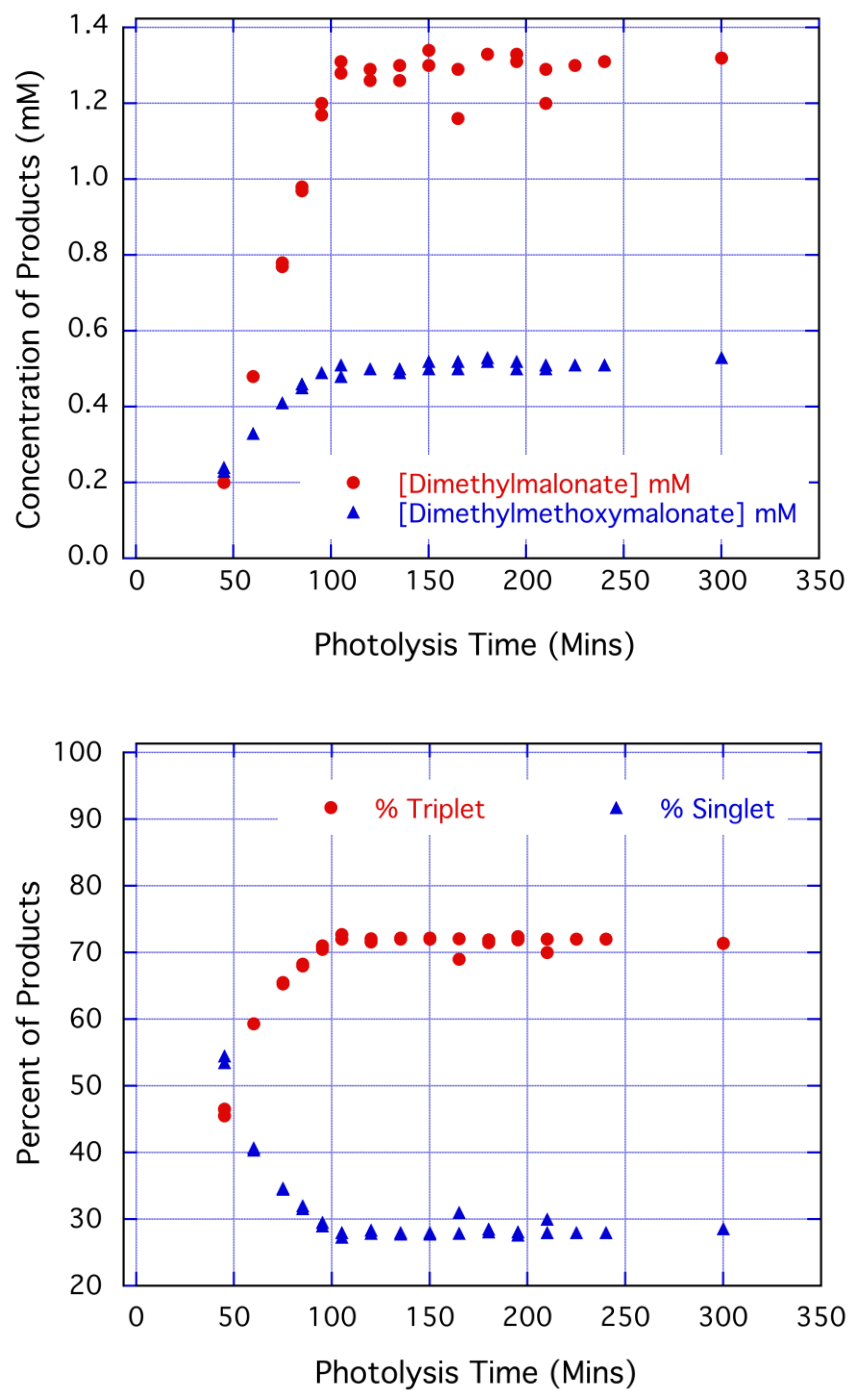 Concentration of Products (mM)
1.4
1.2
1.0
0.8
0.6
0.4
0.2
0.0
[Dimethylmalonate] mM
[Dimethylmethoxymalonate] mM
0 50 100 150 200 250 300 350
Photolysis Time (Mins)
Percent of Products
100
90
80
70
60
50
40
30
20
% Triplet % Singlet
0 50 100 150 200 250 300 350
Photolysis Time (Mins)